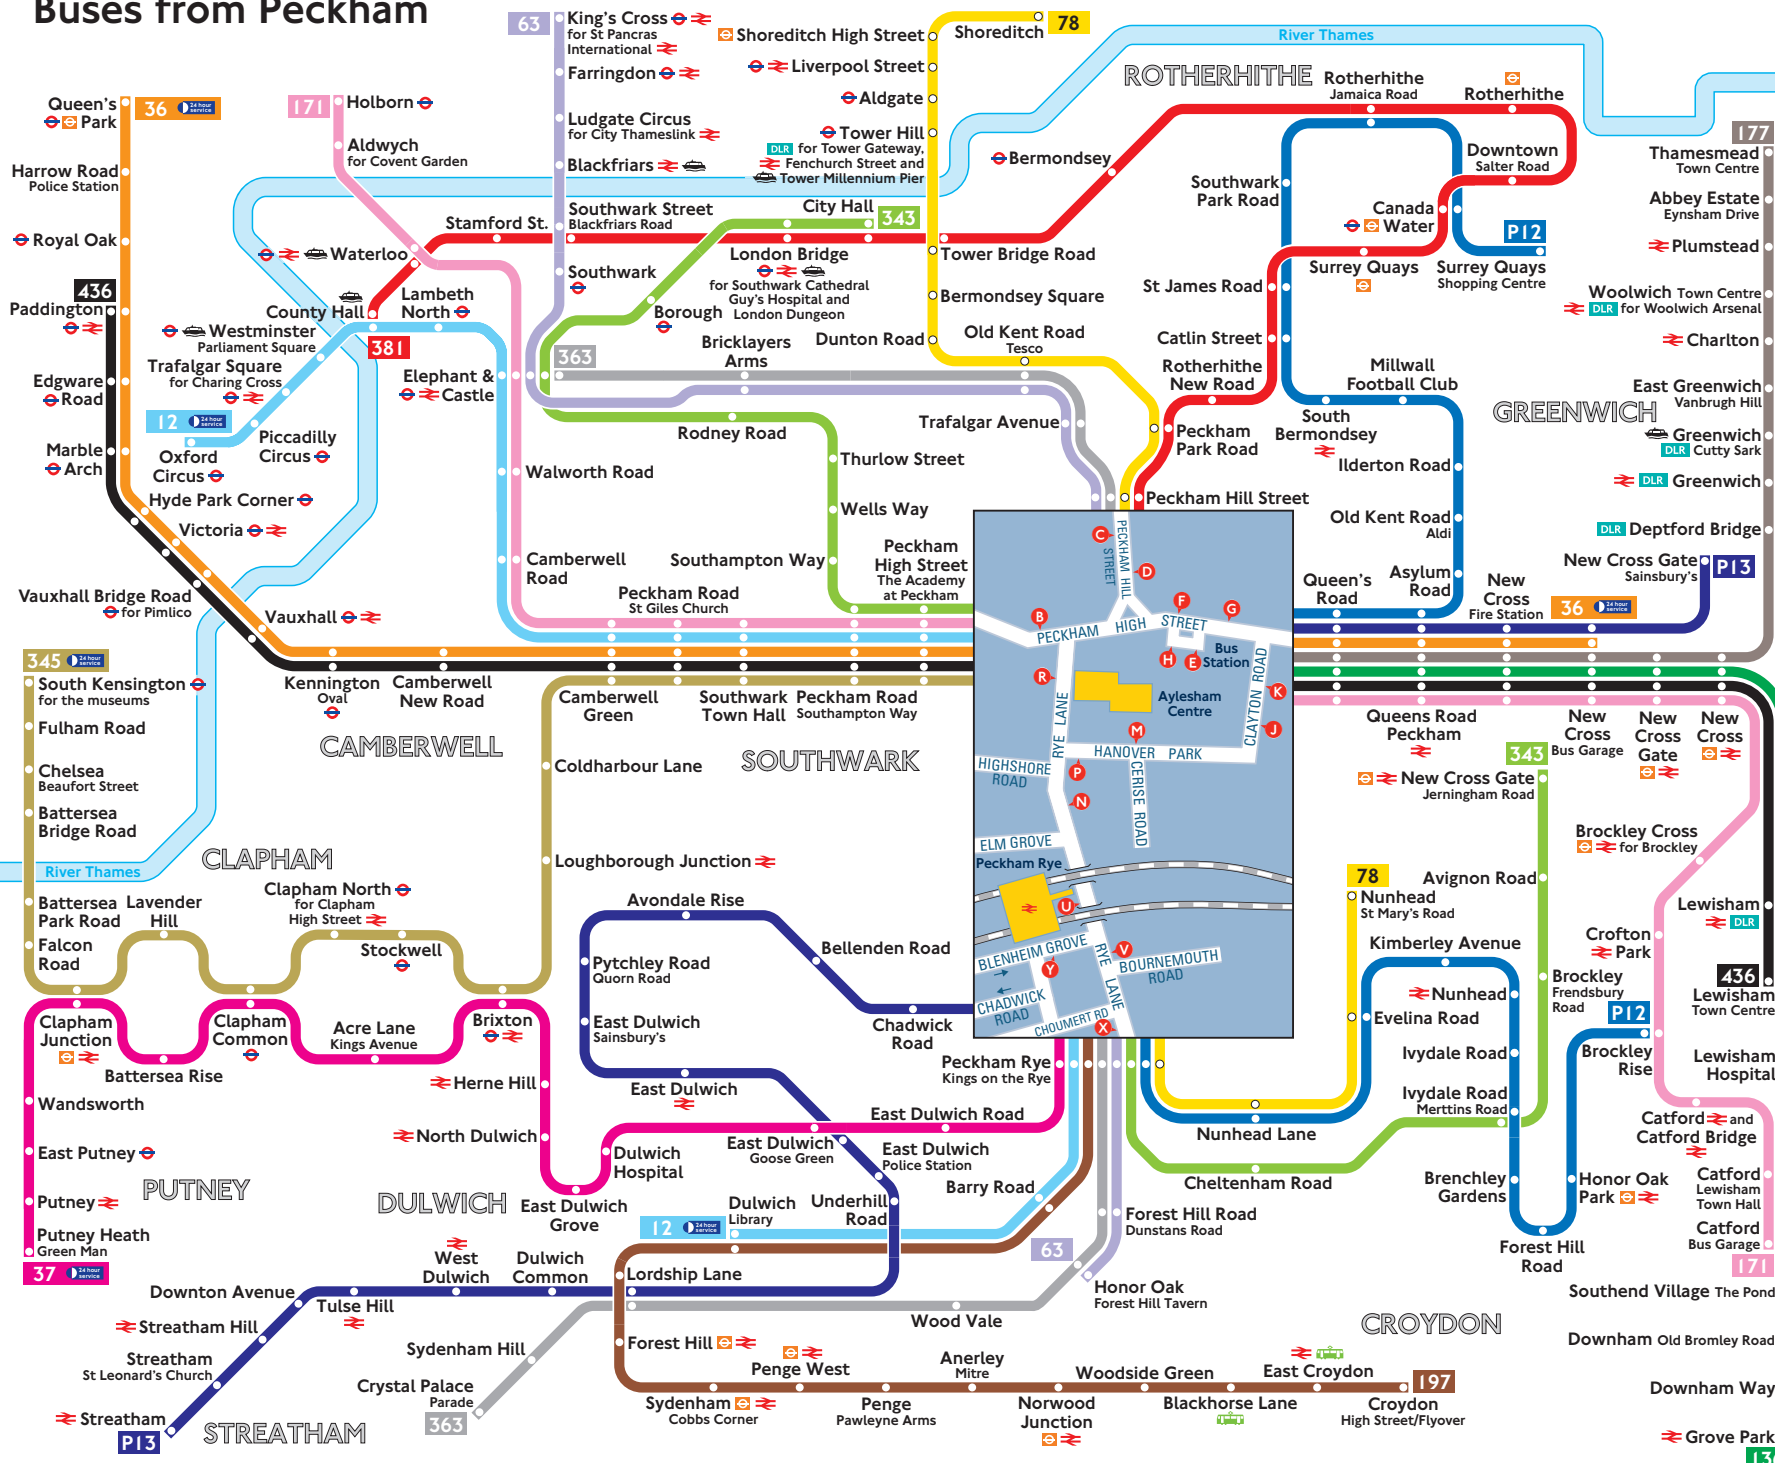 Buses from Peckham
63
King's Cross
for St Pancras
International
Farringdon
Ludgate Circus
for City Thameslink
Blackfriars
Shoreditch High Street
Liverpool Street
Aldgate
Tower Hill
DLR for Tower Gateway,
Fenchurch Street and
Tower Millennium Pier
Shoreditch
78
River Thames
ROTHERHITHE
Rotherhithe
Jamaica Road
Rotherhithe
Bermondsey
Downtown
Salter Road
Southwark
Park Road
Canada
Water
P12
Surrey Quays
Surrey Quays
Shopping Centre
St James Road
Catlin Street
Rotherhithe
New Road
Millwall
Football Club
South
Bermondsey
Peckham
Park Road
Ilderton Road
Old Kent Road
Aldi
Asylum
Road
Queen's
Road
Peckham Hill Street
177
Thamesmead
Town Centre
Abbey Estate
Eynsham Drive
Plumstead
Woolwich Town Centre
DLR for Woolwich Arsenal
Charlton
East Greenwich
Vanbrugh Hill
GREENWICH
Greenwich
DLR Cutty Sark
DLR Greenwich
DLR Deptford Bridge
New Cross Gate
Sainsbury's
P13
New
Cross
Fire Station
36 24 hour service
Queen's
Park
36 24 hour service
Harrow Road
Police Station
Royal Oak
436
Paddington
Edgware
Road
Marble
Arch
Hyde Park Corner
Victoria
Vauxhall Bridge Road
for Pimlico
Vauxhall
171
Holborn
Aldwych
for Covent Garden
Waterloo
Stamford St.
Southwark Street
Blackfriars Road
City Hall
343
London Bridge
for Southwark Cathedral
Guy's Hospital and
London Dungeon
Tower Bridge Road
Southwark
Borough
County Hall
Lambeth
North
381
Westminster
Parliament Square
Trafalgar Square
for Charing Cross
12 24 hour service
Oxford
Circus
Piccadilly
Circus
Elephant &
Castle
363
Bricklayers
Arms
Dunton Road
Bermondsey Square
Old Kent Road
Tesco
Trafalgar Avenue
Rodney Road
Thurlow Street
Wells Way
Southampton Way
Peckham
High Street
The Academy
at Peckham
Walworth Road
Camberwell
Road
Peckham Road
St Giles Church
Kennington
Oval
Camberwell
New Road
Camberwell
Green
Southwark
Town Hall
Peckham Road
Southampton Way
CAMBERWELL
SOUTHWARK
345 24 hour service
South Kensington
for the museums
Fulham Road
Chelsea
Beaufort Street
Battersea
Bridge Road
River Thames
Battersea
Park Road
Falcon
Road
CLAPHAM
Lavender
Hill
Clapham North
for Clapham
High Street
Stockwell
Coldharbour Lane
Loughborough Junction
Clapham
Junction
Battersea Rise
Clapham
Common
Acre Lane
Kings Avenue
Brixton
Herne Hill
North Dulwich
Wandsworth
East Putney
Putney
PUTNEY
Putney Heath
Green Man
37 24 hour service
DULWICH
East Dulwich
Grove
Dulwich
Hospital
East Dulwich
Goose Green
East Dulwich Road
Peckham Rye
Kings on the Rye
Avondale Rise
Pytchley Road
Quorn Road
Bellenden Road
Chadwick
Road
East Dulwich
Sainsbury's
East Dulwich
East Dulwich
Police Station
Underhill
Road
Barry Road
Dulwich
Library
12 24 hour service
Lordship Lane
West
Dulwich
Dulwich
Common
Downton Avenue
Tulse Hill
Streatham Hill
Streatham
St Leonard's Church
Streatham
P13
STREATHAM
Sydenham Hill
Crystal Palace
Parade
363
Wood Vale
63
Honor Oak
Forest Hill Tavern
Forest Hill Road
Dunstans Road
Forest Hill
Sydenham
Cobbs Corner
Penge West
Penge
Pawleyne Arms
Anerley
Mitre
Norwood
Junction
Woodside Green
Blackhorse Lane
East Croydon
Croydon
High Street/Flyover
197
CROYDON
C
PECKHAM HILL
STREET
D
F
G
B
PECKHAM HIGH STREET
H
E
Bus
Station
R
Aylesham
Centre
K
J
CLAYTON ROAD
RYE LANE
M
HANOVER PARK
P
HIGHSHORE
ROAD
CERISE ROAD
N
ELM GROVE
Peckham Rye
U
V
BLENHEIM GROVE
Y
RYE LANE
BOURNEMOUTH
ROAD
CHADWICK
ROAD
CHOUMERT RD
X
Queens Road
Peckham
New
Cross
Bus Garage
New
Cross
Gate
New
Cross
343
New Cross Gate
Jerningham Road
Brockley Cross
for Brockley
Avignon Road
78
Nunhead
St Mary's Road
Kimberley Avenue
Nunhead
Evelina Road
Ivydale Road
Ivydale Road
Merttins Road
Nunhead Lane
Cheltenham Road
Brockley
Frendsbury
Road
Crofton
Park
P12
Brockley
Rise
Brenchley
Gardens
Honor Oak
Park
Forest Hill
Road
Lewisham
DLR
436
Lewisham
Town Centre
Lewisham
Hospital
Catford and
Catford Bridge
Catford
Lewisham
Town Hall
Catford
Bus Garage
171
Southend Village The Pond
Downham Old Bromley Road
Downham Way
Grove Park